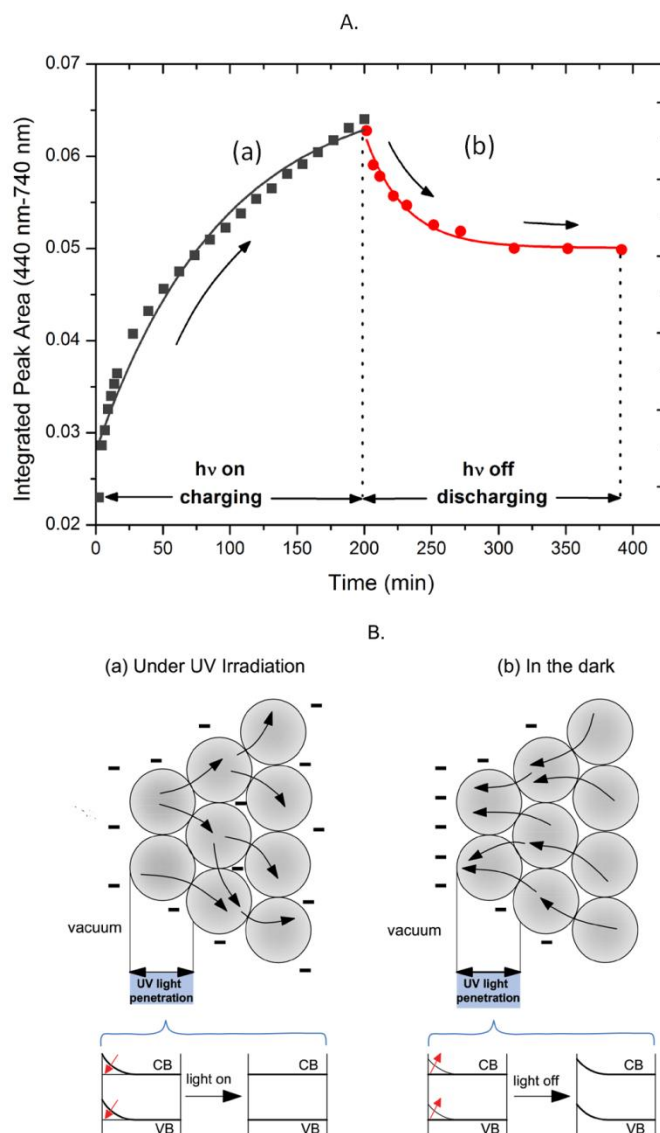 A.
Integrated Peak Area (440 nm-740 nm)
0.07
0.06
0.05
0.04
0.03
0.02
(a)
(b)
hν on
charging
hν off
discharging
0 50 100 150 200 250 300 350 400
Time (min)
B.
(a) Under UV Irradiation
(b) In the dark
vacuum
vacuum
UV light
penetration
UV light
penetration
CB
light on
CB
VB
VB
CB
light off
CB
VB
VB